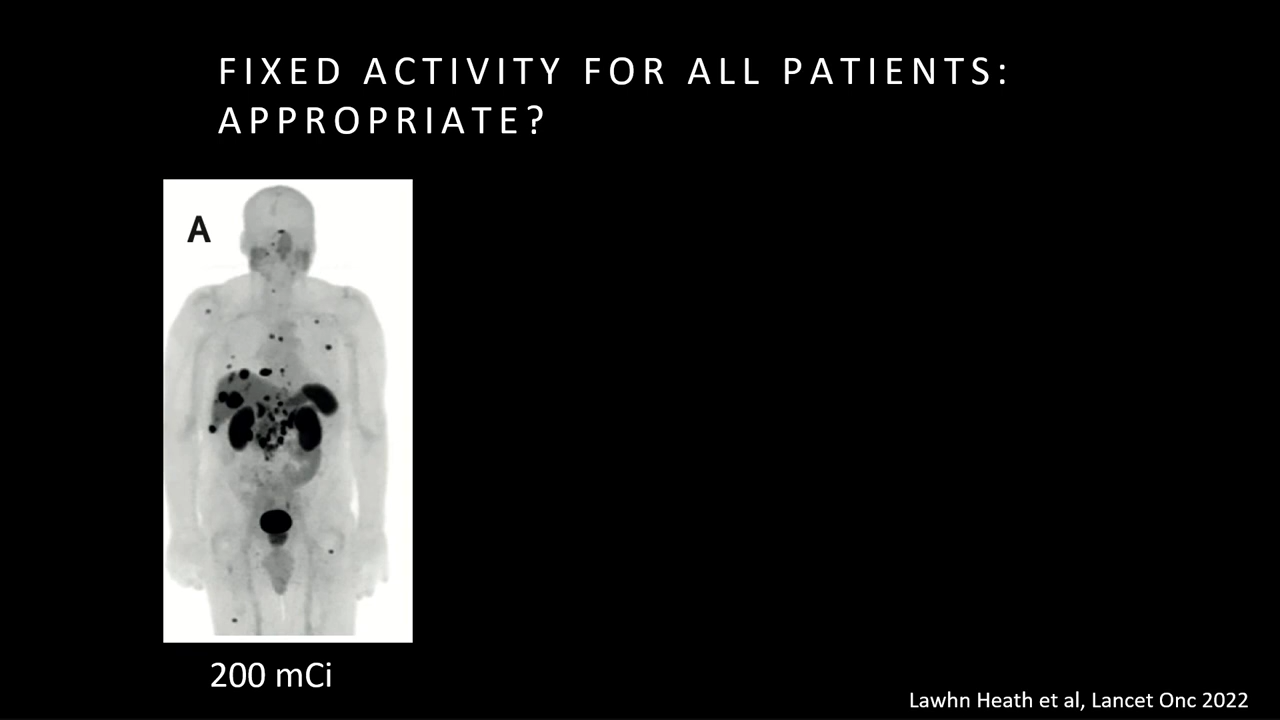 FIXED ACTIVITY FOR ALL PATIENTS:
APPROPRIATE?
A
200 mCi
Lawhn Heath et al, Lancet Onc 2022